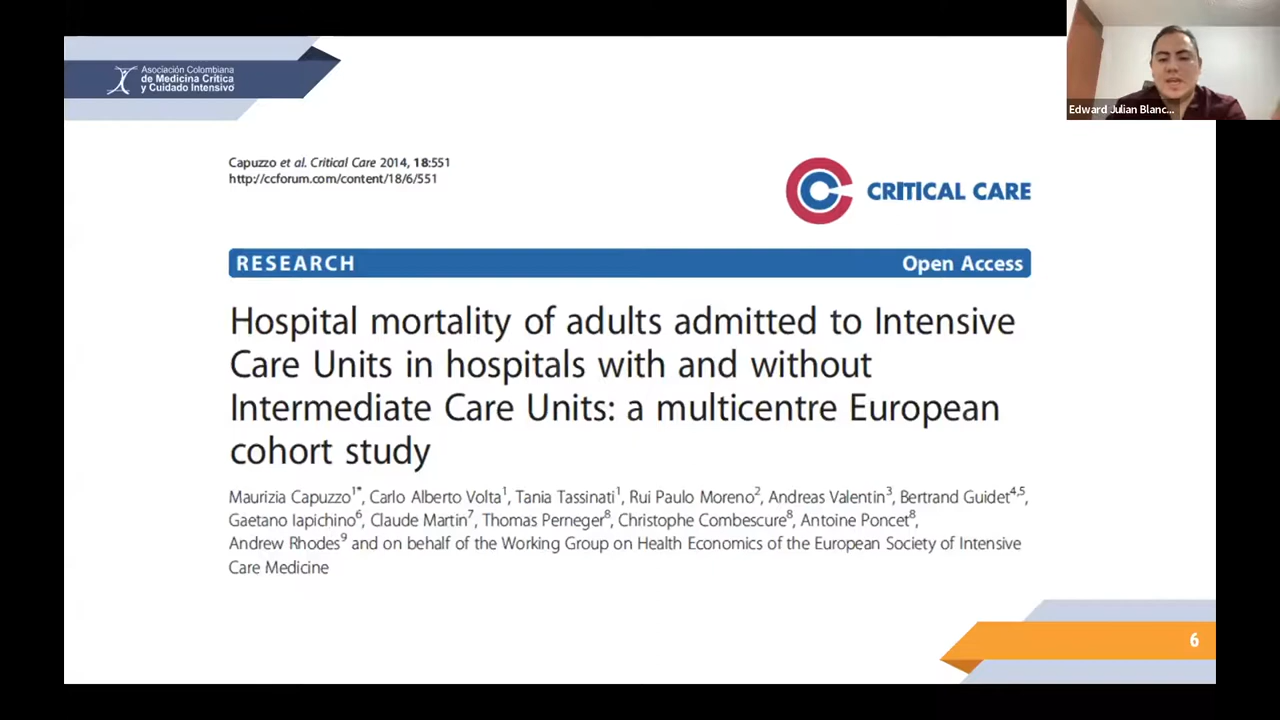 Asociación Colombiana
de Medicina Crítica
y Cuidado Intensivo
Edward Julian Blanc...
Capuzzo et al. Critical Care 2014, 18:551
http://ccforum.com/content/18/6/551
CRITICAL CARE
RESEARCH
Open Access
Hospital mortality of adults admitted to Intensive
Care Units in hospitals with and without
Intermediate Care Units: a multicentre European
cohort study
Maurizia Capuzzo1*, Carlo Alberto Volta1, Tania Tassinati1, Rui Paulo Moreno2, Andreas Valentin3, Bertrand Guidet4,5,
Gaetano Iapichino6, Claude Martin7, Thomas Perneger8, Christophe Combescure8, Antoine Poncet8,
Andrew Rhodes9 and on behalf of the Working Group on Health Economics of the European Society of Intensive
Care Medicine
6